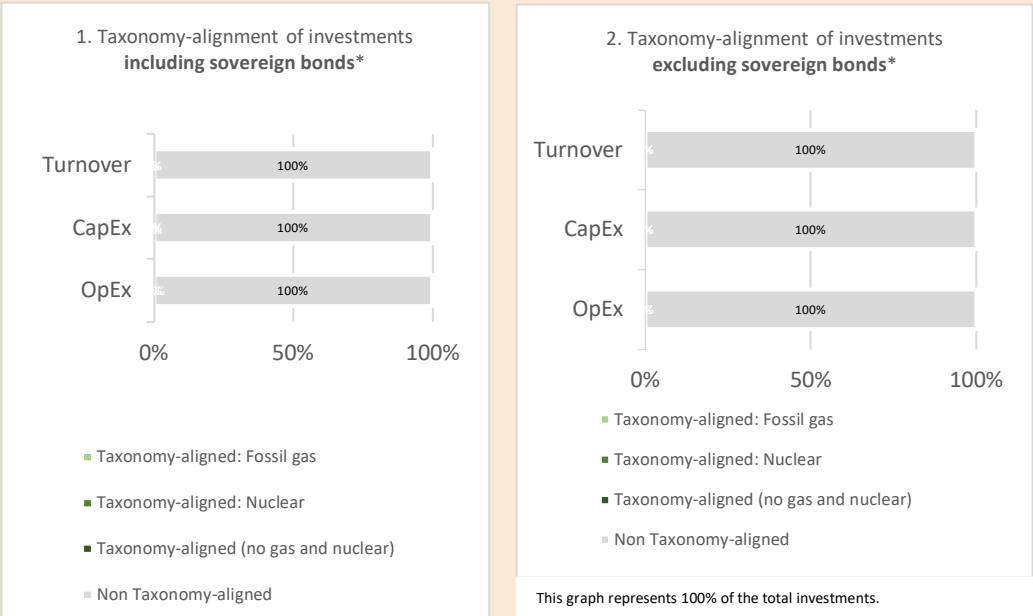 1. Taxonomy-alignment of investments
including sovereign bonds*
Turnover
100%
CapEx
100%
OpEx
100%
0%
50%
100%
Taxonomy-aligned: Fossil gas
Taxonomy-aligned: Nuclear
Taxonomy-aligned (no gas and nuclear)
Non Taxonomy-aligned
2. Taxonomy-alignment of investments
excluding sovereign bonds*
Turnover
100%
CapEx
100%
OpEx
100%
0%
50%
100%
Taxonomy-aligned: Fossil gas
Taxonomy-aligned: Nuclear
Taxonomy-aligned (no gas and nuclear)
Non Taxonomy-aligned
This graph represents 100% of the total investments.